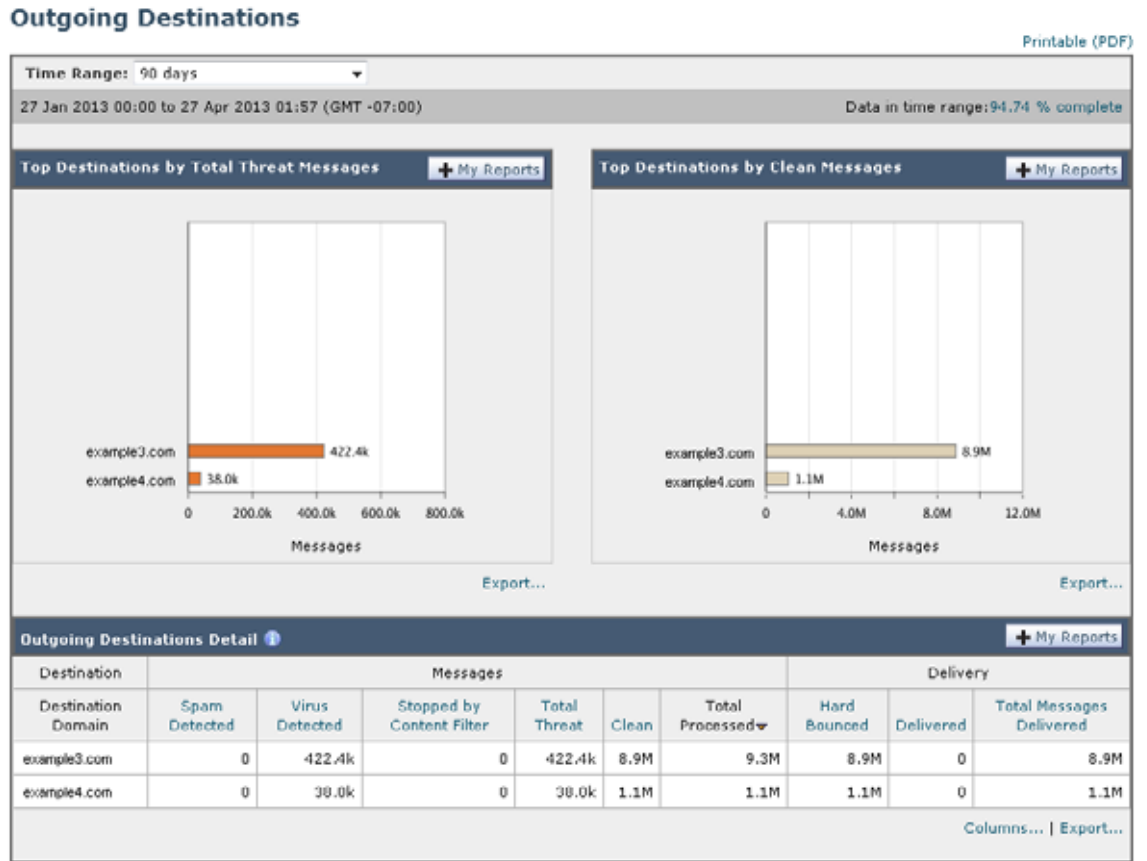 Outgoing Destinations
Printable (PDF)
Time Range: 90 days
27 Jan 2013 00:00 to 27 Apr 2013 01:57 (GMT -07:00) Data in time range:94.74 % complete
Top Destinations by Total Threat Messages + My Reports
example3.com 422.4k
example4.com 38.0k
0 200.0k 400.0k 600.0k 800.0k
Messages
Export...
Top Destinations by Clean Messages + My Reports
example3.com 8.9M
example4.com 1.1M
0 4.0M 8.0M 12.0M
Messages
Export...
Outgoing Destinations Detail + My Reports
Destination Messages Delivery
Destination Domain Spam Detected Virus Detected Stopped by Content Filter Total Threat Clean Total Processed Hard Bounced Delivered Total Messages Delivered
example3.com 0 422.4k 0 422.4k 8.9M 9.3M 8.9M 0 8.9M
example4.com 0 38.0k 0 38.0k 1.1M 1.1M 1.1M 0 1.1M
Columns... | Export...